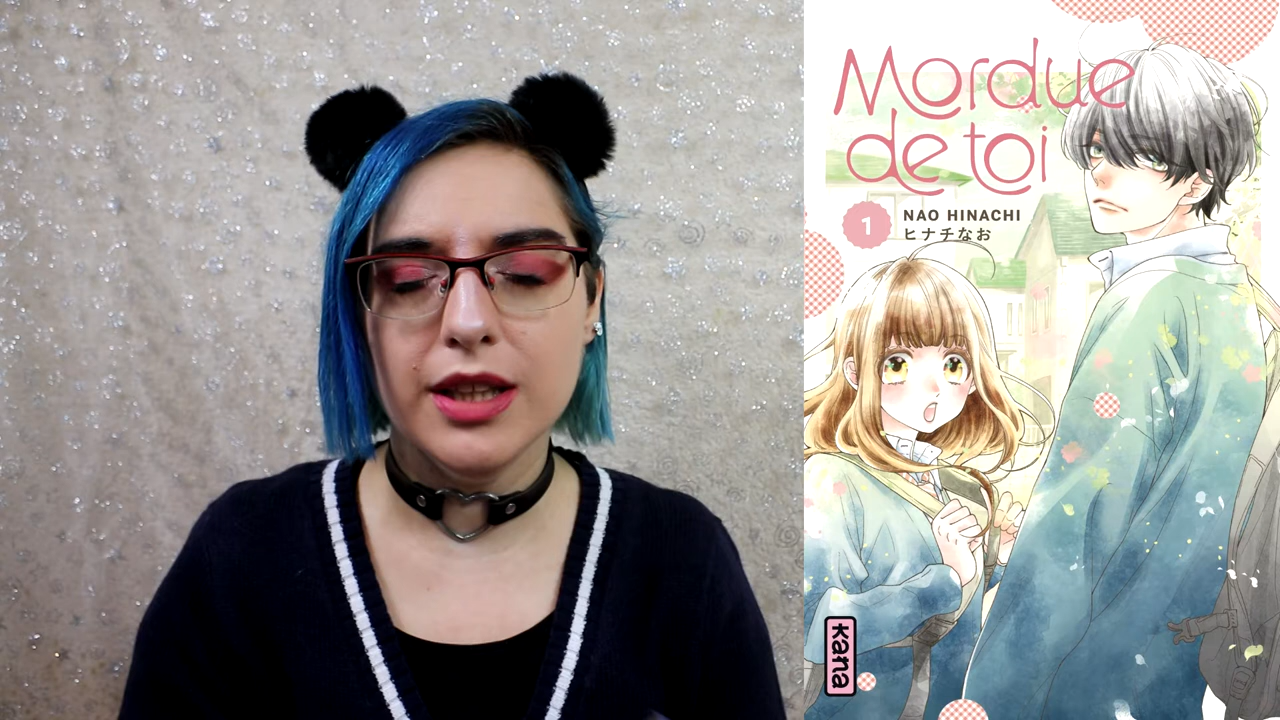 Mordue
de toi
1
NAO HINACHI
ヒナチなお
kana